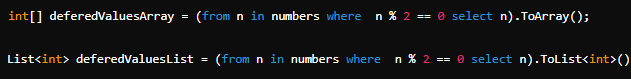 int[] deferedValuesArray = (from n in numbers where  n % 2 == 0 select n).ToArray();
List<int> deferedValuesList = (from n in numbers where  n % 2 == 0 select n).ToList<int>()